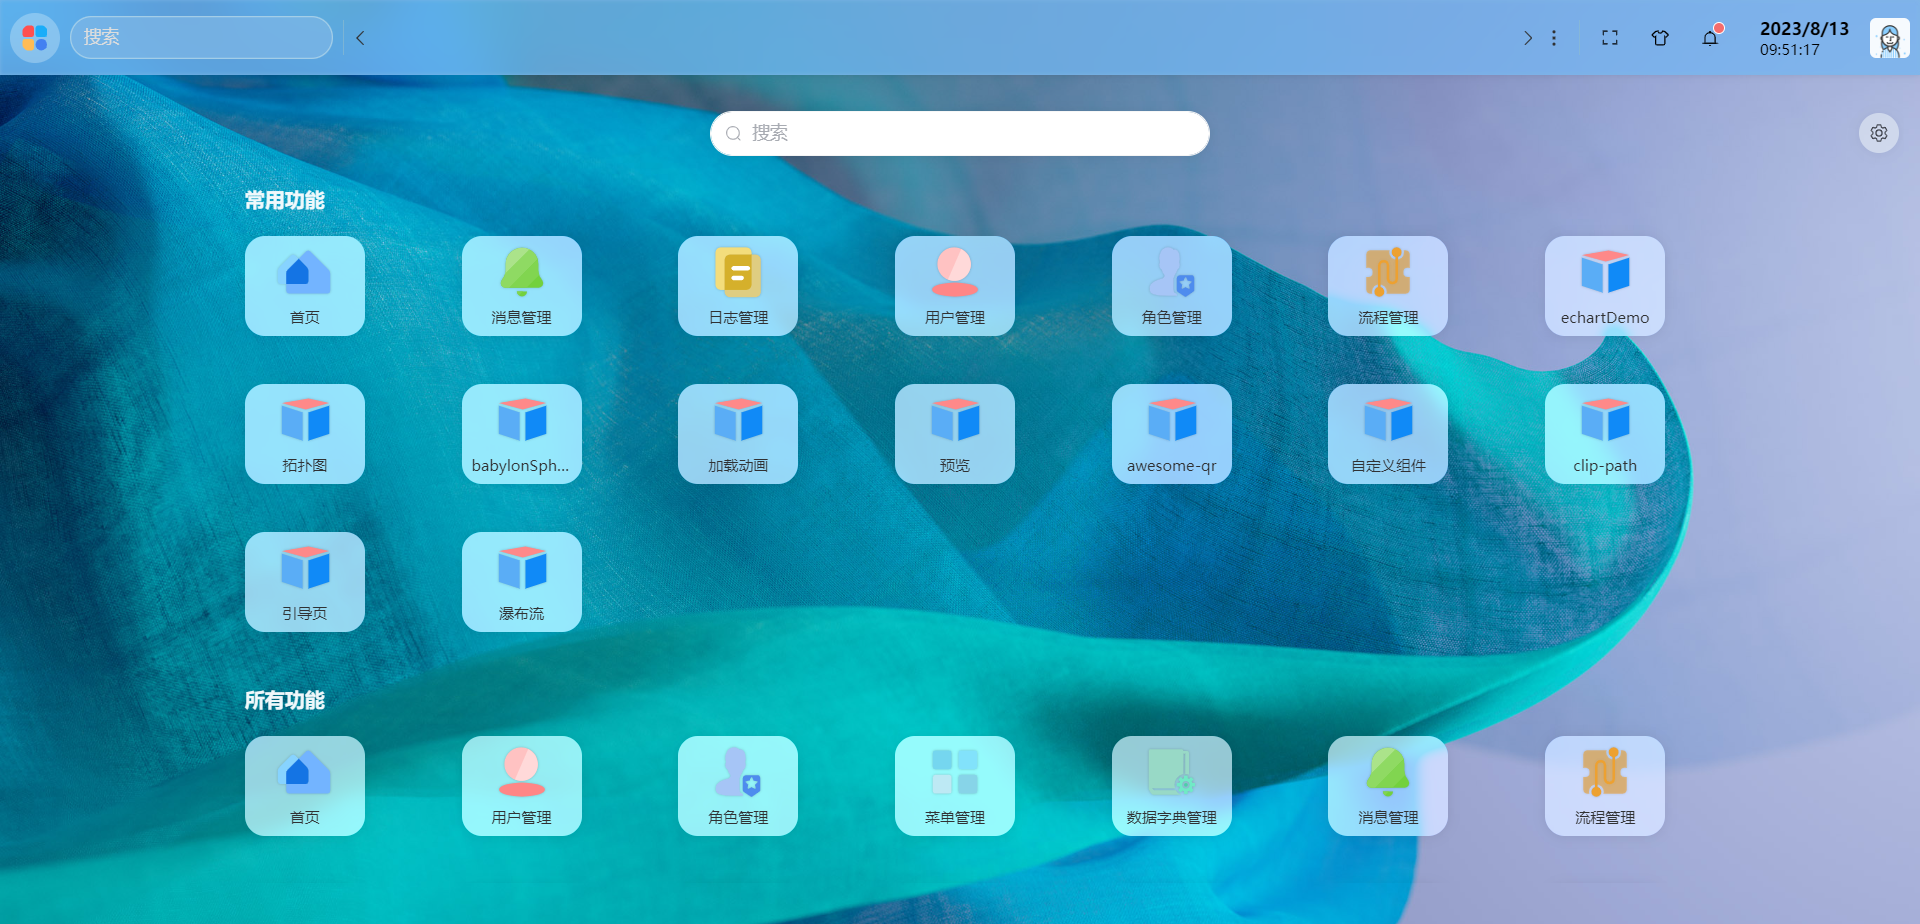 搜索
2023/8/13
09:51:17
搜索
常用功能
首页
消息管理
日志管理
用户管理
角色管理
流程管理
echartDemo
拓扑图
babylonSph...
加载动画
预览
awesome-qr
自定义组件
clip-path
引导页
瀑布流
所有功能
首页
用户管理
角色管理
菜单管理
数据字典管理
消息管理
流程管理